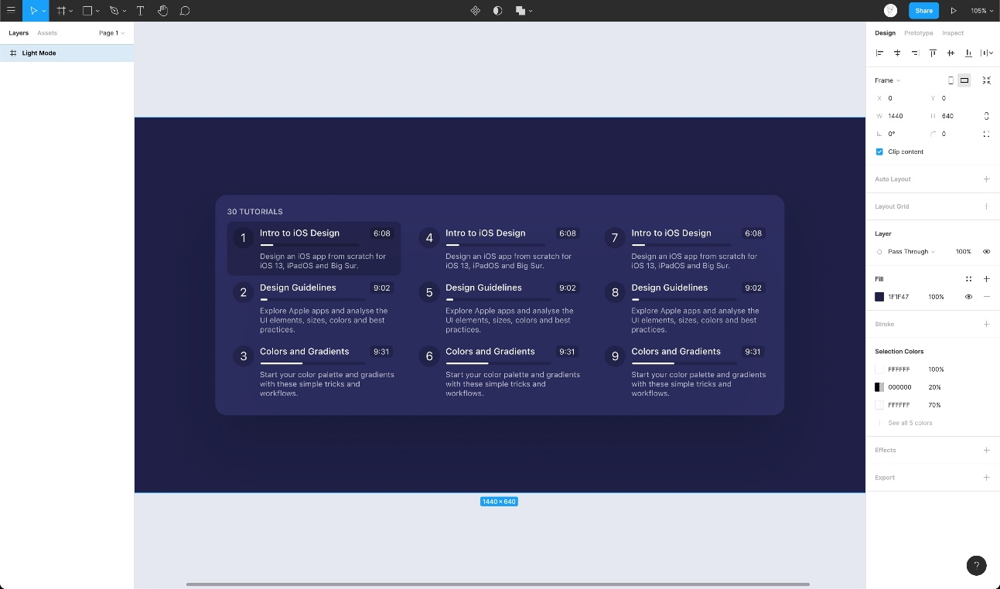 Share
105%
Layers Assets Page 1
Light Mode
30 TUTORIALS
1 Intro to iOS Design 6:08
Design an iOS app from scratch for
iOS 13, iPadOS and Big Sur.
2 Design Guidelines 9:02
Explore Apple apps and analyse the
UI elements, sizes, colors and best
practices.
3 Colors and Gradients 9:31
Start your color palette and gradients
with these simple tricks and
workflows.
4 Intro to iOS Design 6:08
Design an iOS app from scratch for
iOS 13, iPadOS and Big Sur.
5 Design Guidelines 9:02
Explore Apple apps and analyse the
UI elements, sizes, colors and best
practices.
6 Colors and Gradients 9:31
Start your color palette and gradients
with these simple tricks and
workflows.
7 Intro to iOS Design 6:08
Design an iOS app from scratch for
iOS 13, iPadOS and Big Sur.
8 Design Guidelines 9:02
Explore Apple apps and analyse the
UI elements, sizes, colors and best
practices.
9 Colors and Gradients 9:31
Start your color palette and gradients
with these simple tricks and
workflows.
1440 × 640
Design Prototype Inspect
Frame
X 0 Y 0
W 1440 H 640
0° 0
Clip content
Auto Layout
Layout Grid
Layer
Pass Through 100%
Fill
1F1F47 100%
Stroke
Selection Colors
FFFFFF 100%
000000 20%
FFFFFF 70%
See all 5 colors
Effects
Export
?